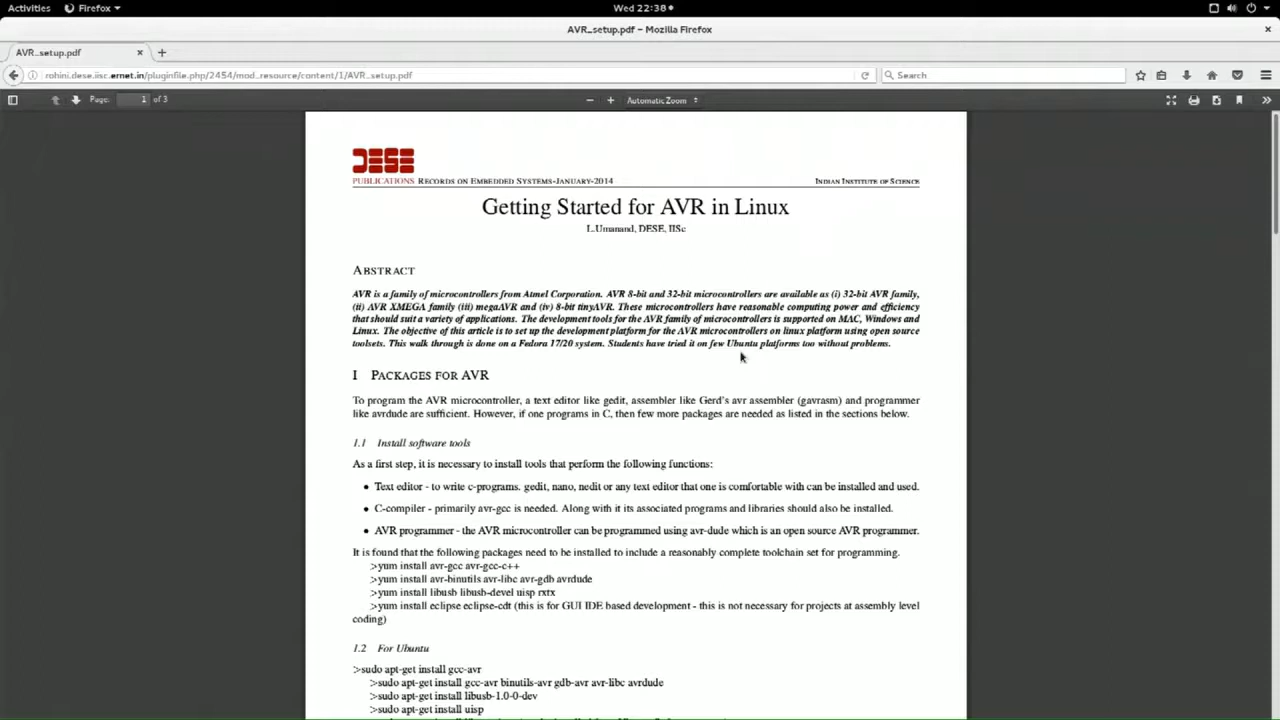 Activities Firefox Wed 22:38
AVR_setup.pdf – Mozilla Firefox
AVR_setup.pdf
rohini.dese.iisc.ernet.in/pluginfile.php/2454/mod_resource/content/1/AVR_setup.pdf Search
Page: 1 of 3 Automatic Zoom
DESE
PUBLICATIONS RECORDS ON EMBEDDED SYSTEMS-JANUARY-2014 INDIAN INSTITUTE OF SCIENCE
Getting Started for AVR in Linux
L.Umanand, DESE, IISc
ABSTRACT
AVR is a family of microcontrollers from Atmel Corporation. AVR 8-bit and 32-bit microcontrollers are available as (i) 32-bit AVR family,
(ii) AVR XMEGA family (iii) megaAVR and (iv) 8-bit tinyAVR. These microcontrollers have reasonable computing power and efficiency
that should suit a variety of applications. The development tools for the AVR family of microcontrollers is supported on MAC, Windows and
Linux. The objective of this article is to set up the development platform for the AVR microcontrollers on linux platform using open source
toolsets. This walk through is done on a Fedora 17/20 system. Students have tried it on few Ubuntu platforms too without problems.
I PACKAGES FOR AVR
To program the AVR microcontroller, a text editor like gedit, assembler like Gerd's avr assembler (gavrasm) and programmer
like avrdude are sufficient. However, if one programs in C, then few more packages are needed as listed in the sections below.
1.1 Install software tools
As a first step, it is necessary to install tools that perform the following functions:
• Text editor - to write c-programs. gedit, nano, nedit or any text editor that one is comfortable with can be installed and used.
• C-compiler - primarily avr-gcc is needed. Along with it its associated programs and libraries should also be installed.
• AVR programmer - the AVR microcontroller can be programmed using avr-dude which is an open source AVR programmer.
It is found that the following packages need to be installed to include a reasonably complete toolchain set for programming.
>yum install avr-gcc avr-gcc-c++
>yum install avr-binutils avr-libc avr-gdb avrdude
>yum install libusb libusb-devel uisp rxtx
>yum install eclipse eclipse-cdt (this is for GUI IDE based development - this is not necessary for projects at assembly level
coding)
1.2 For Ubuntu
>sudo apt-get install gcc-avr
>sudo apt-get install gcc-avr binutils-avr gdb-avr avr-libc avrdude
>sudo apt-get install libusb-1.0-0-dev
>sudo apt-get install uisp